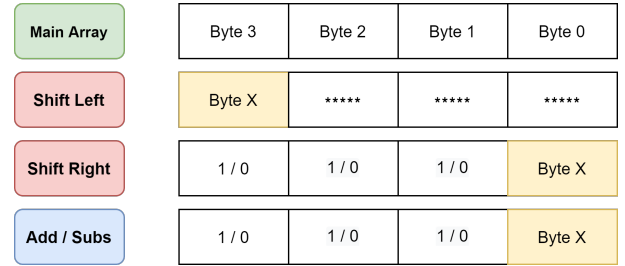 Main Array Byte 3 Byte 2 Byte 1 Byte 0
Shift Left Byte X ***** ***** *****
Shift Right 1 / 0 1 / 0 1 / 0 Byte X
Add / Subs 1 / 0 1 / 0 1 / 0 Byte X